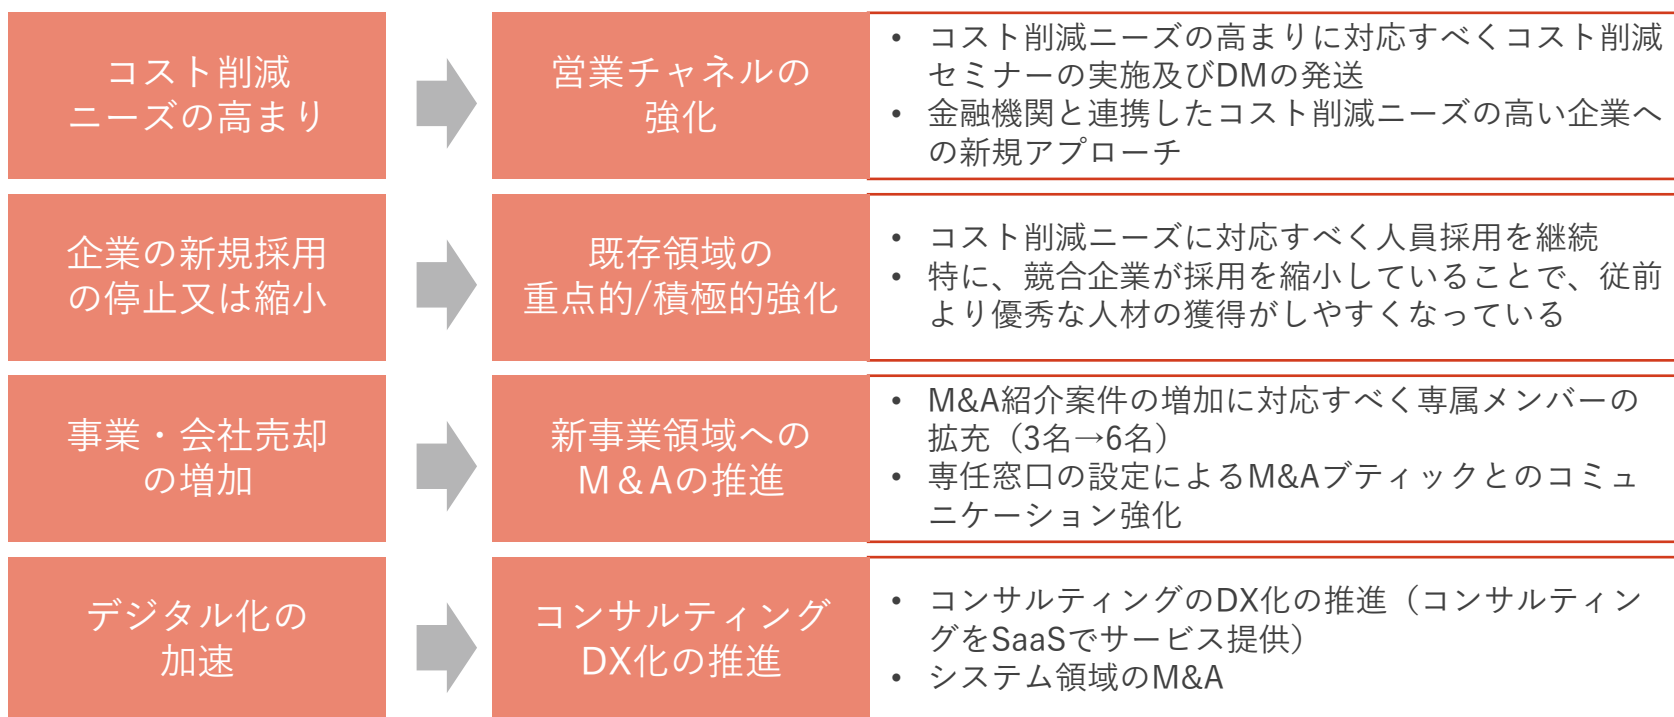 コスト削減
ニーズの高まり
営業チャネルの
強化
• コスト削減ニーズの高まりに対応すべくコスト削減
セミナーの実施及びDMの発送
• 金融機関と連携したコスト削減ニーズの高い企業へ
の新規アプローチ
企業の新規採用
の停止又は縮小
既存領域の
重点的/積極的強化
• コスト削減ニーズに対応すべく人員採用を継続
• 特に、競合企業が採用を縮小していることで、従前
より優秀な人材の獲得がしやすくなっている
事業・会社売却
の増加
新事業領域への
M＆Aの推進
• M&A紹介案件の増加に対応すべく専属メンバーの
拡充（3名→6名）
• 専任窓口の設定によるM&Aブティックとのコミュ
ニケーション強化
デジタル化の
加速
コンサルティング
DX化の推進
• コンサルティングのDX化の推進（コンサルティン
グをSaaSでサービス提供）
• システム領域のM&A